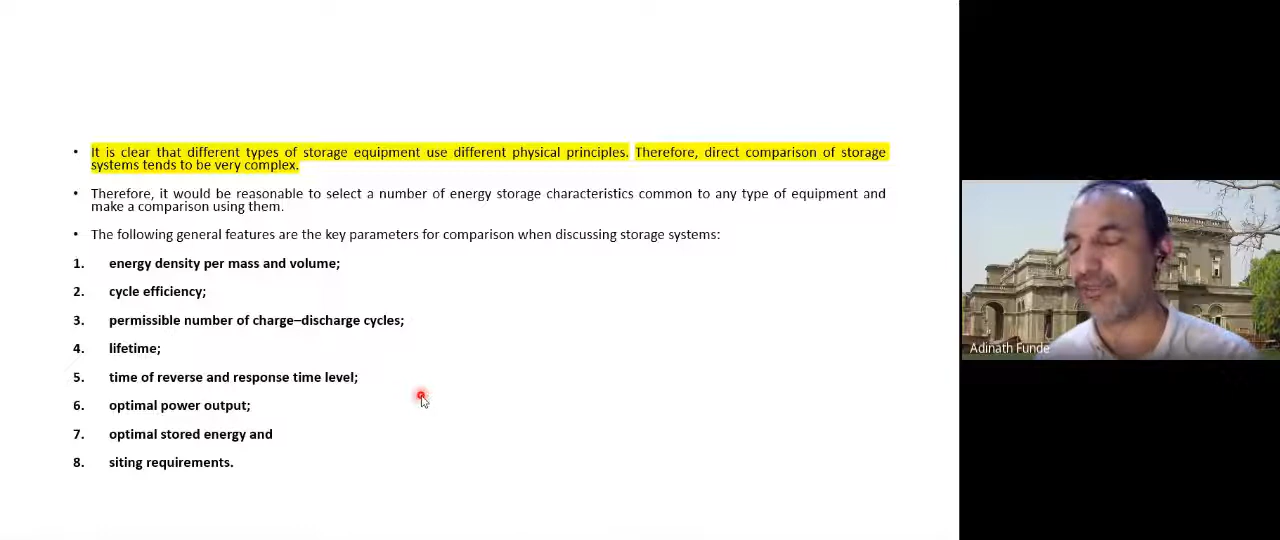 • It is clear that different types of storage equipment use different physical principles. Therefore, direct comparison of storage
systems tends to be very complex.
• Therefore, it would be reasonable to select a number of energy storage characteristics common to any type of equipment and
make a comparison using them.
• The following general features are the key parameters for comparison when discussing storage systems:
1. energy density per mass and volume;
2. cycle efficiency;
3. permissible number of charge–discharge cycles;
4. lifetime;
5. time of reverse and response time level;
6. optimal power output;
7. optimal stored energy and
8. siting requirements.
Adinath Funde